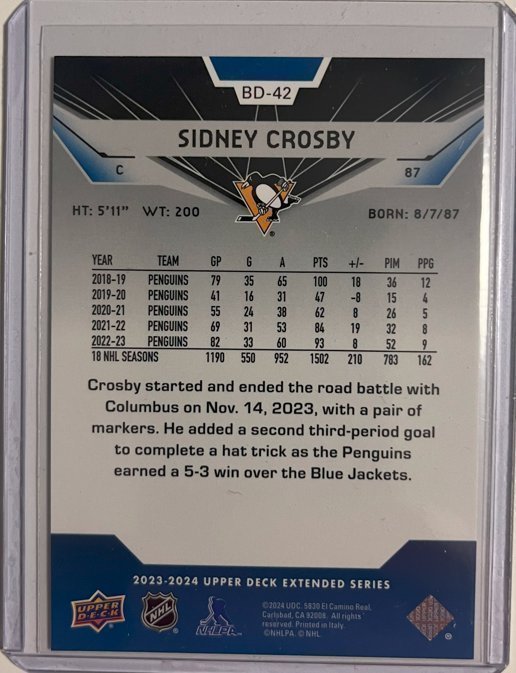 BD-42
SIDNEY CROSBY
C 87
HT: 5'11" WT: 200 BORN: 8/7/87
YEAR TEAM GP G A PTS +/- PIM PPG
2018-19 PENGUINS 79 35 65 100 18 36 12
2019-20 PENGUINS 41 16 31 47 -8 15 4
2020-21 PENGUINS 55 24 38 62 8 26 5
2021-22 PENGUINS 69 31 53 84 19 32 8
2022-23 PENGUINS 82 33 60 93 8 52 9
18 NHL SEASONS 1190 550 952 1502 210 783 162
Crosby started and ended the road battle with
Columbus on Nov. 14, 2023, with a pair of
markers. He added a second third-period goal
to complete a hat trick as the Penguins
earned a 5-3 win over the Blue Jackets.
2023-2024 UPPER DECK EXTENDED SERIES
UPPER DECK
NHL
NHLPA
©2024 UDC. 5830 El Camino Real,
Carlsbad, CA 92008. All rights
reserved. Printed in Italy.
©NHLPA. © NHL.